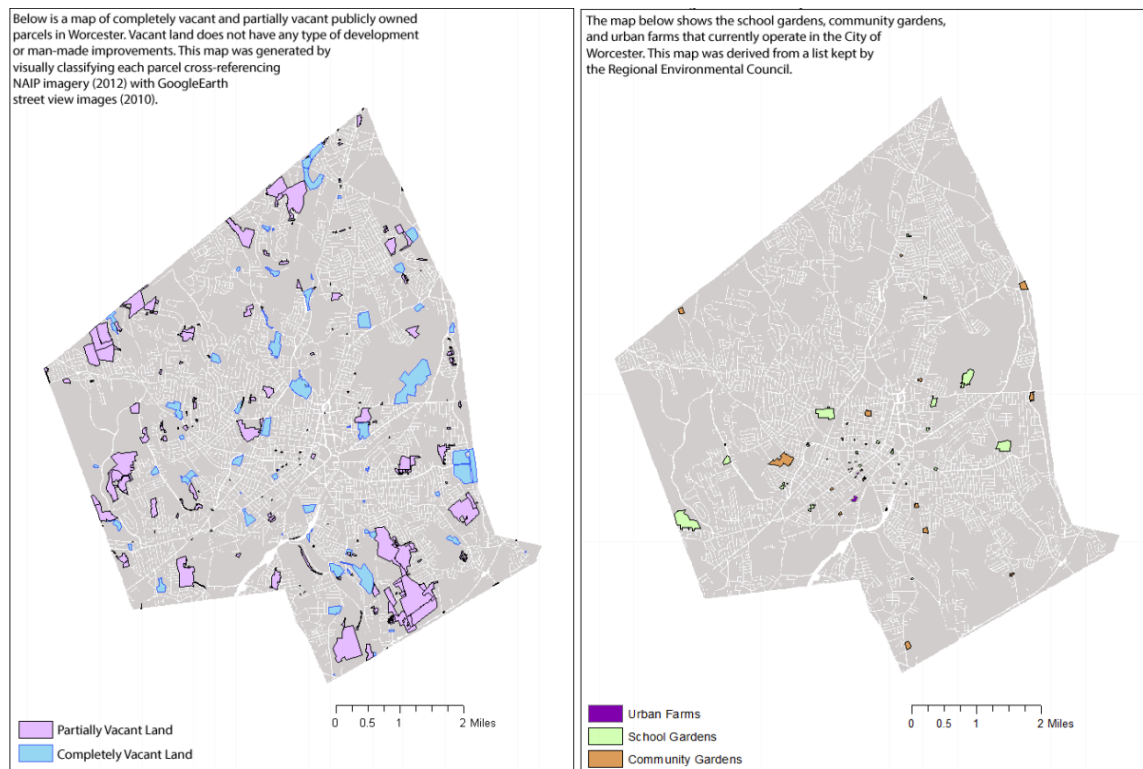 Below is a map of completely vacant and partially vacant publicly owned
parcels in Worcester. Vacant land does not have any type of development
or man-made improvements. This map was generated by
visually classifying each parcel cross-referencing
NAIP imagery (2012) with GoogleEarth
street view images (2010).
0 0.5 1 2 Miles
Partially Vacant Land
Completely Vacant Land
The map below shows the school gardens, community gardens,
and urban farms that currently operate in the City of
Worcester. This map was derived from a list kept by
the Regional Environmental Council.
0 0.5 1 2 Miles
Urban Farms
School Gardens
Community Gardens